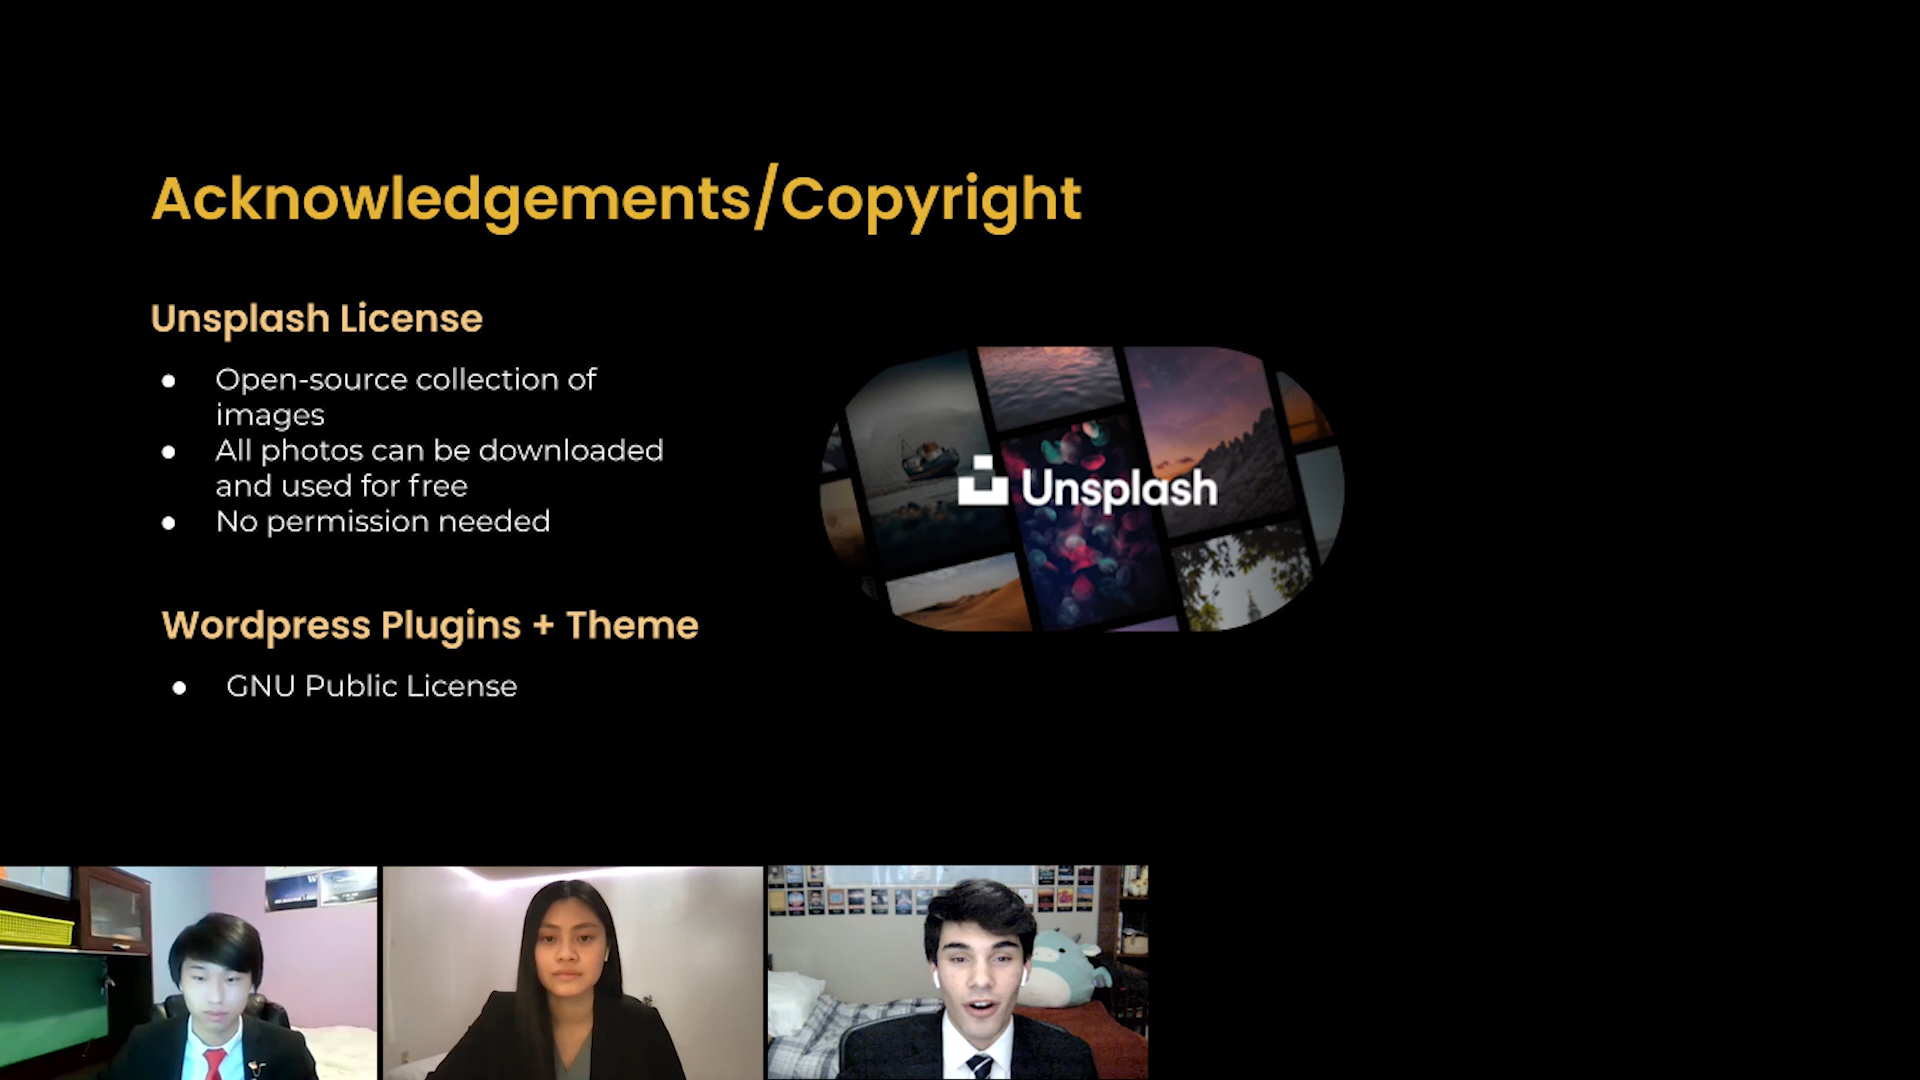 Acknowledgements/Copyright
Unsplash License
● Open-source collection of
images
● All photos can be downloaded
and used for free
● No permission needed
Unsplash
Wordpress Plugins + Theme
● GNU Public License